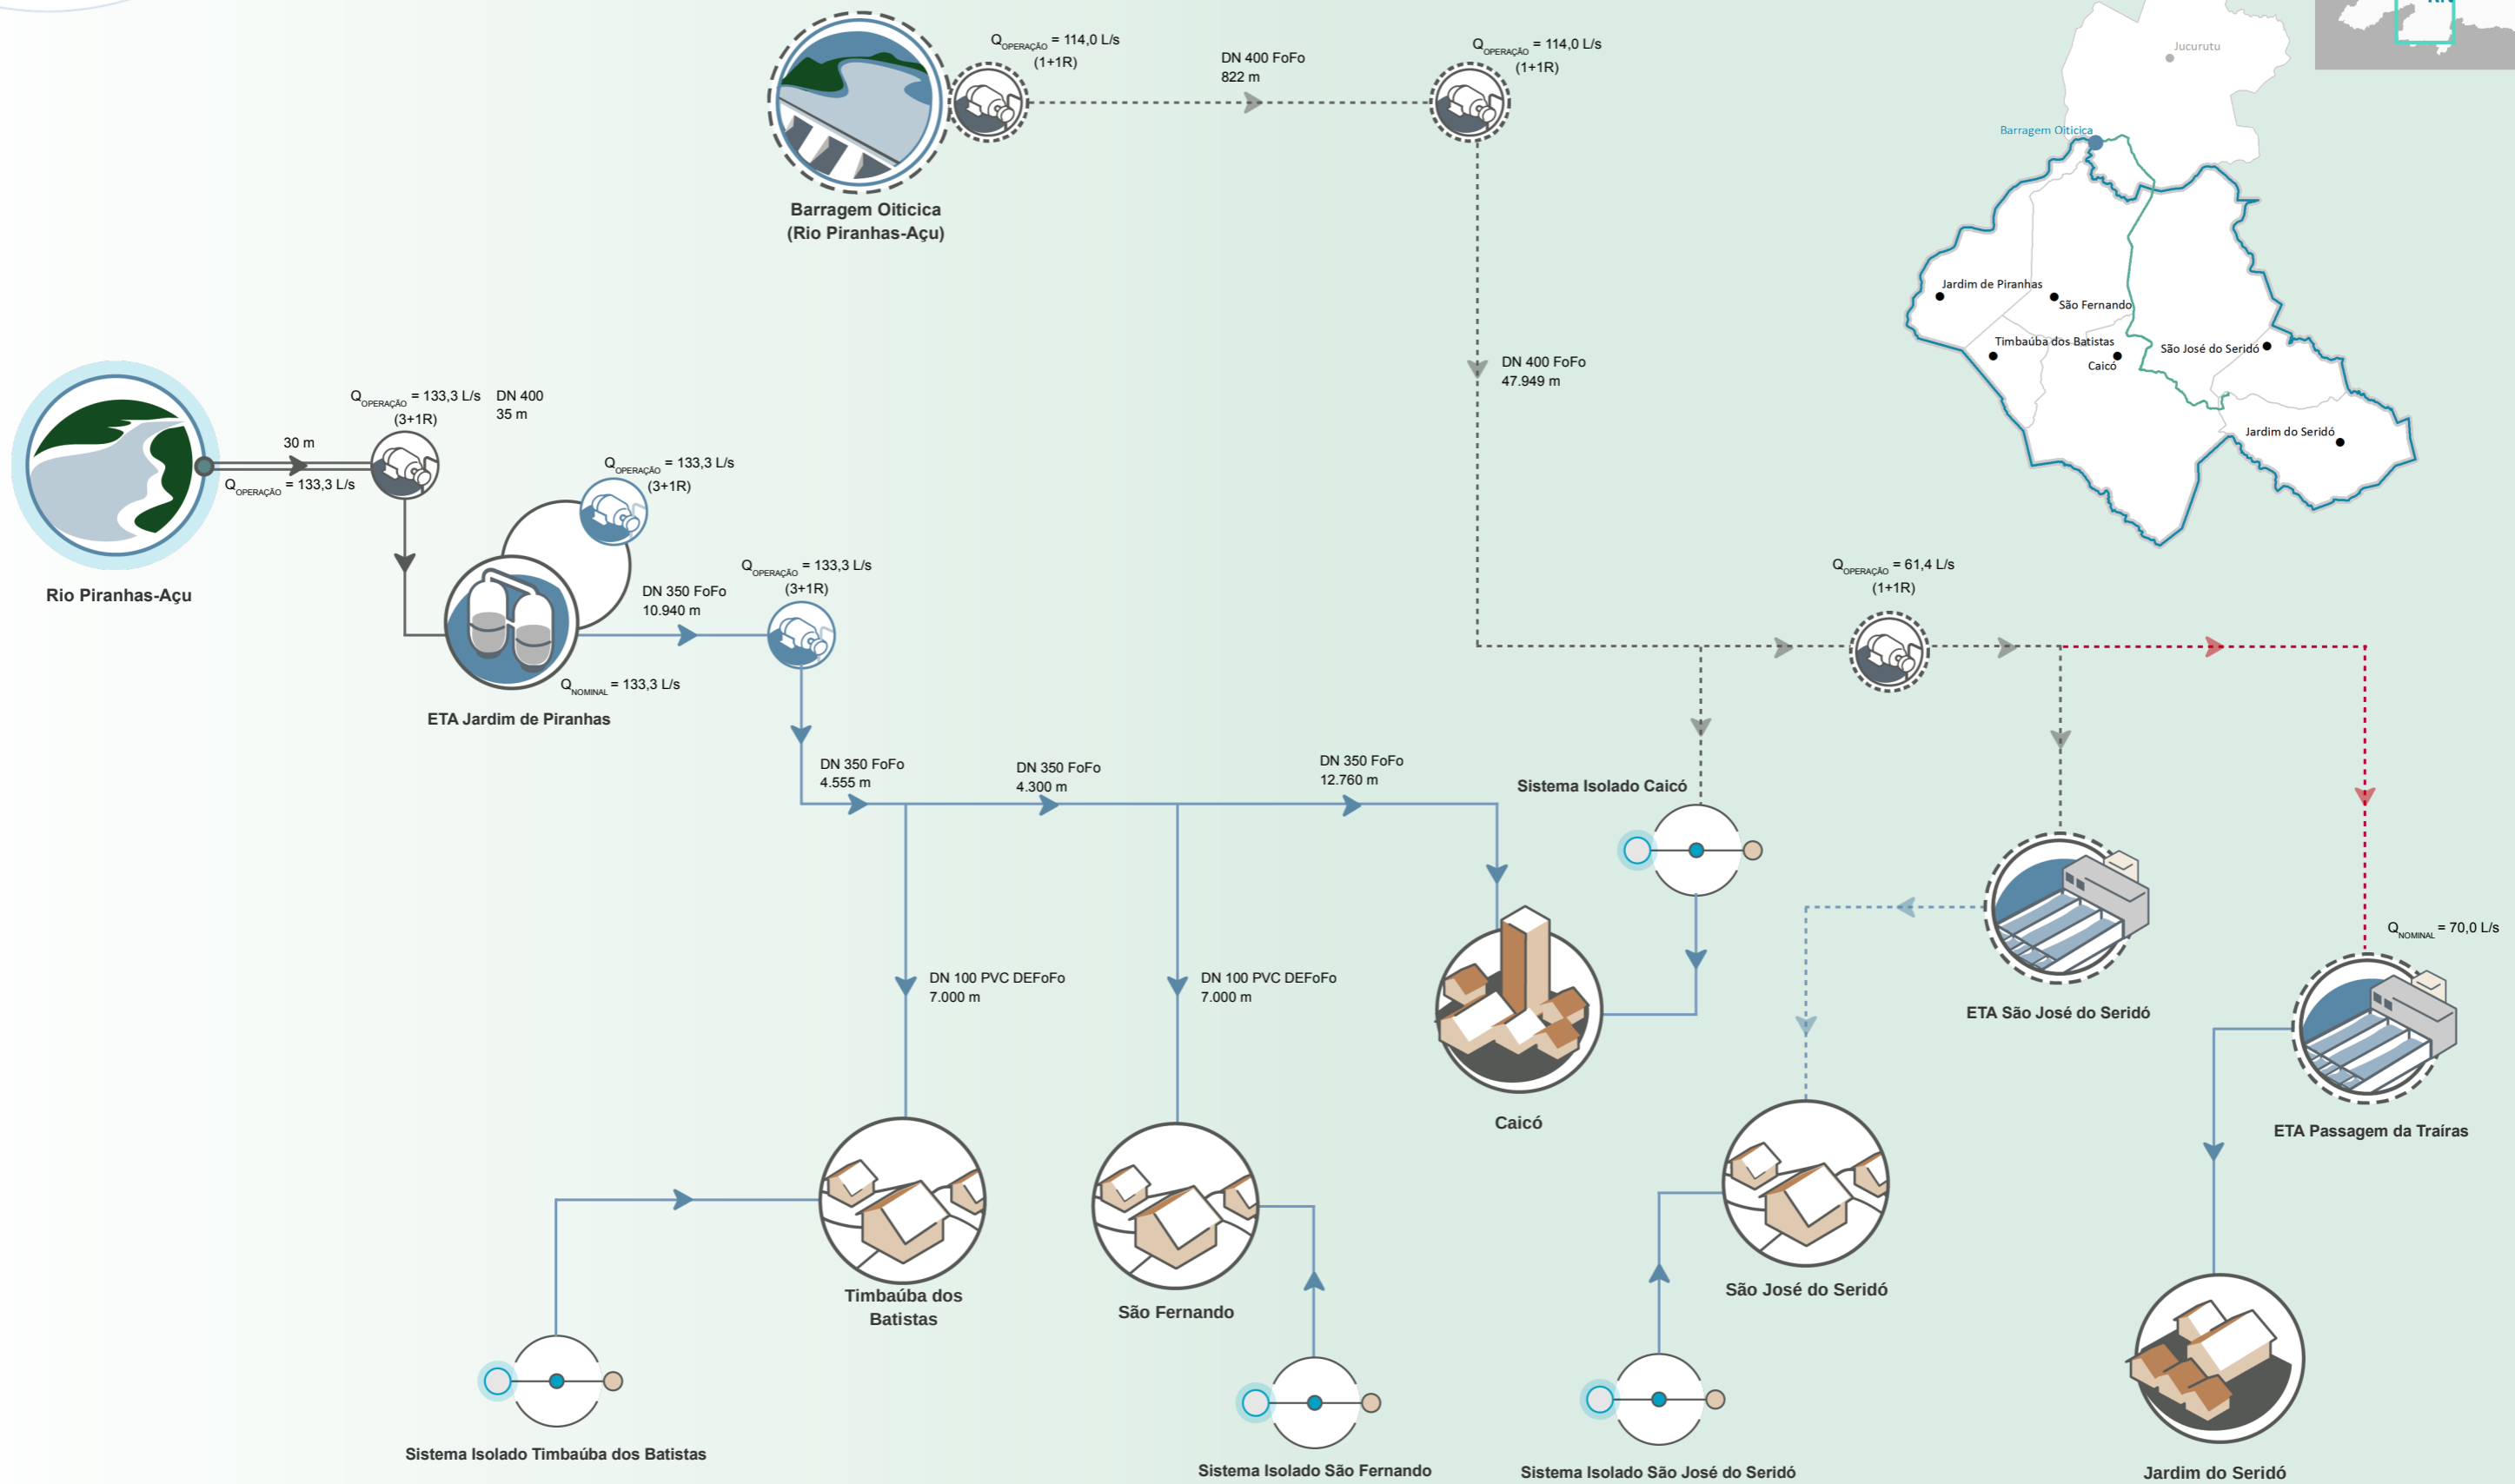 Q OPERAÇÃO = 114,0 L/s
(1+1R)
DN 400 FoFo
822 m
Q OPERAÇÃO = 114,0 L/s
(1+1R)
Barragem Oiticica
(Rio Piranhas-Açu)
RN
Jucurutu
Barragem Oiticica
Jardim de Piranhas
São Fernando
Timbaúba dos Batistas
Caicó
São José do Seridó
Jardim do Seridó
DN 400 FoFo
47.949 m
Q OPERAÇÃO = 133,3 L/s
(3+1R)
DN 400
35 m
30 m
Q OPERAÇÃO = 133,3 L/s
Rio Piranhas-Açu
Q OPERAÇÃO = 133,3 L/s
(3+1R)
DN 350 FoFo
10.940 m
Q OPERAÇÃO = 133,3 L/s
(3+1R)
Q NOMINAL = 133,3 L/s
ETA Jardim de Piranhas
Q OPERAÇÃO = 61,4 L/s
(1+1R)
DN 350 FoFo
4.555 m
DN 350 FoFo
4.300 m
DN 350 FoFo
12.760 m
Sistema Isolado Caicó
DN 100 PVC DEFoFo
7.000 m
DN 100 PVC DEFoFo
7.000 m
Caicó
ETA São José do Seridó
Q NOMINAL = 70,0 L/s
ETA Passagem da Traíras
Timbaúba dos
Batistas
São Fernando
São José do Seridó
Sistema Isolado Timbaúba dos Batistas
Sistema Isolado São Fernando
Sistema Isolado São José do Seridó
Jardim do Seridó